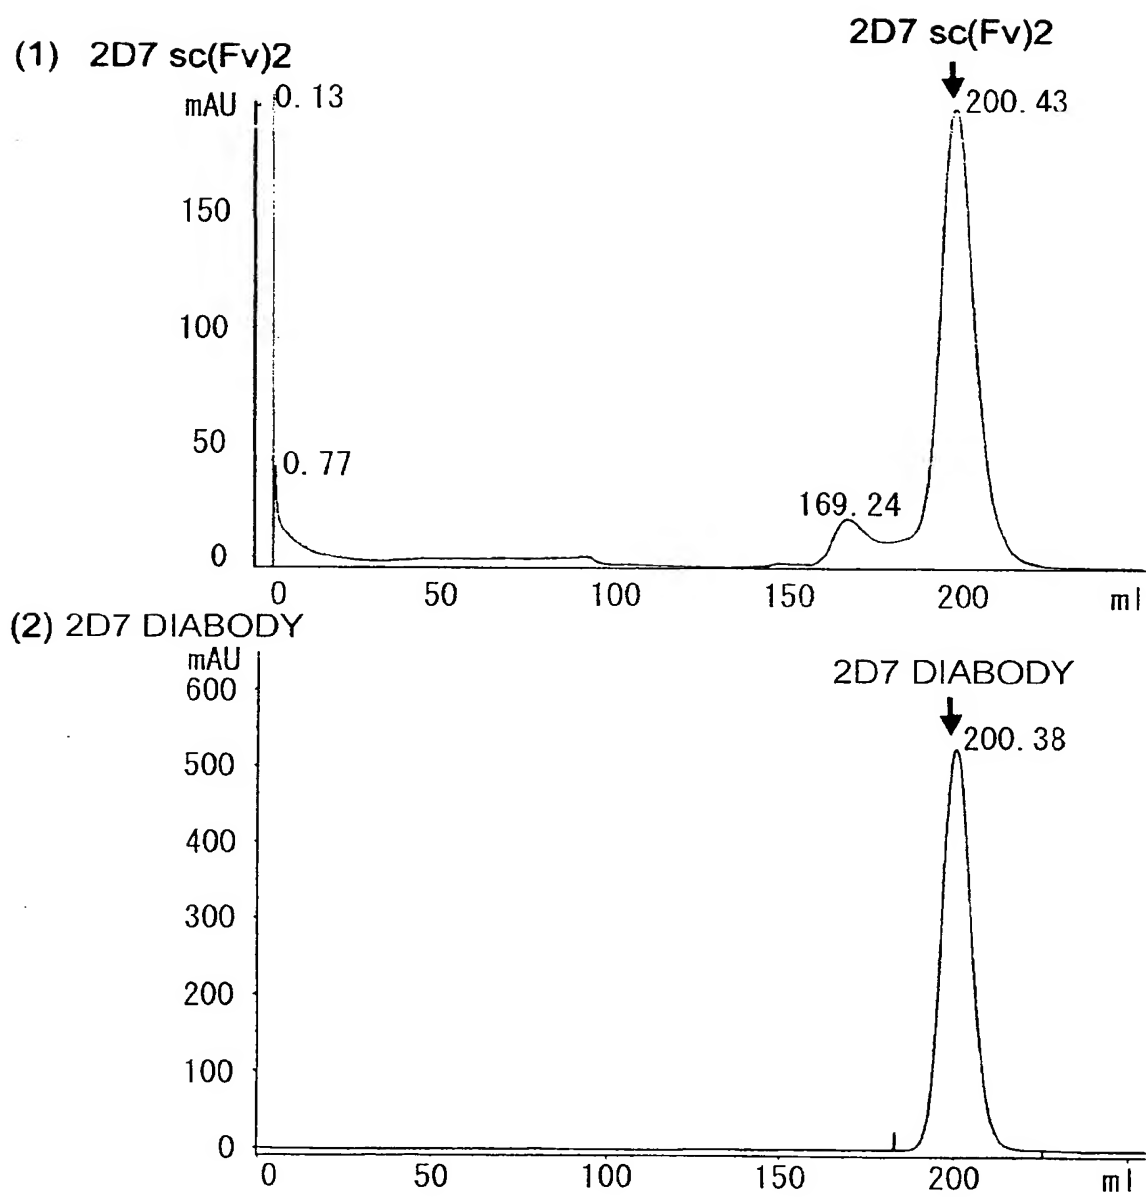 2D7 sc(Fv)2
(1) 2D7 sc(Fv)2
mAU
0.13
200.43
150
100
50
0.77
169.24
0
0 50 100 150 200 ml
(2) 2D7 DIABODY
mAU
600
2D7 DIABODY
200.38
500
400
300
200
100
0
0 50 100 150 200 ml